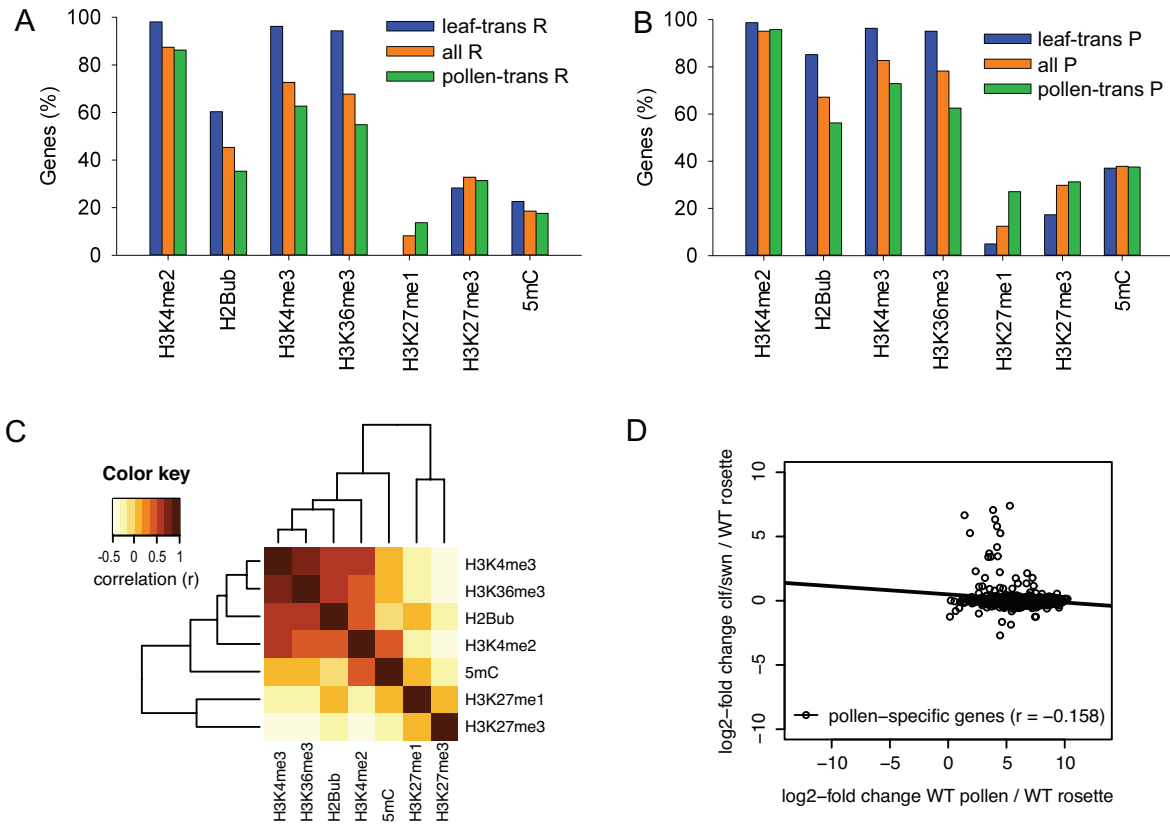 A
Genes (%)
100
80
60
40
20
0
leaf-trans R
all R
pollen-trans R
H3K4me2
H2Bub
H3K4me3
H3K36me3
H3K27me1
H3K27me3
5mC
B
Genes (%)
100
80
60
40
20
0
leaf-trans P
all P
pollen-trans P
H3K4me2
H2Bub
H3K4me3
H3K36me3
H3K27me1
H3K27me3
5mC
C
Color key
-0.5 0 0.5 1
correlation (r)
H3K4me3
H3K36me3
H2Bub
H3K4me2
5mC
H3K27me1
H3K27me3
H3K4me3
H3K36me3
H2Bub
H3K4me2
5mC
H3K27me1
H3K27me3
D
log2−fold change clf/swn / WT rosette
10
5
0
−5
−10
pollen−specific genes (r = −0.158)
−10 −5 0 5 10
log2−fold change WT pollen / WT rosette